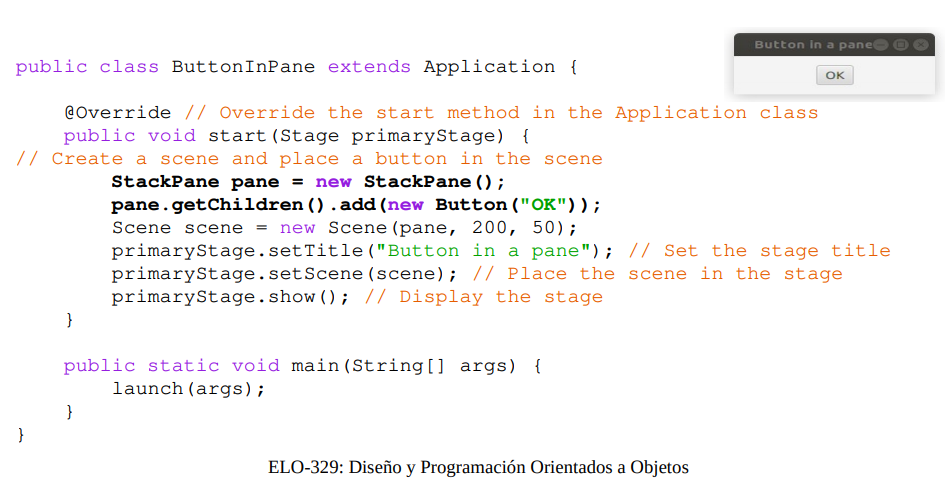 Button in a pane
OK
public class ButtonInPane extends Application {
@Override // Override the start method in the Application class
public void start(Stage primaryStage) {
// Create a scene and place a button in the scene
StackPane pane = new StackPane();
pane.getChildren().add(new Button("OK"));
Scene scene = new Scene(pane, 200, 50);
primaryStage.setTitle("Button in a pane"); // Set the stage title
primaryStage.setScene(scene); // Place the scene in the stage
primaryStage.show(); // Display the stage
}
public static void main(String[] args) {
launch(args);
}
}
ELO-329: Diseño y Programación Orientados a Objetos